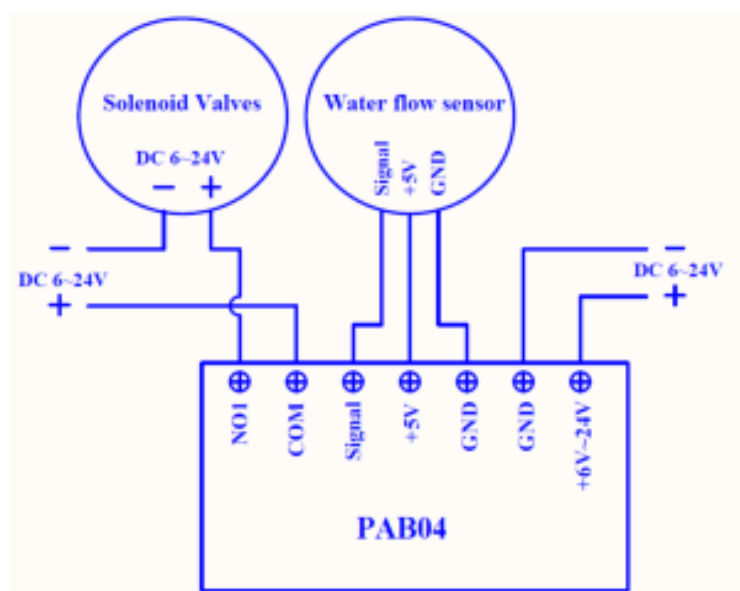 Solenoid Valves
DC 6~24V
− +
Water flow sensor
Signal
+5V
GND
−
DC 6~24V
+
−
DC 6~24V
+
NO1
COM
Signal
+5V
GND
GND
+6V~24V
PAB04